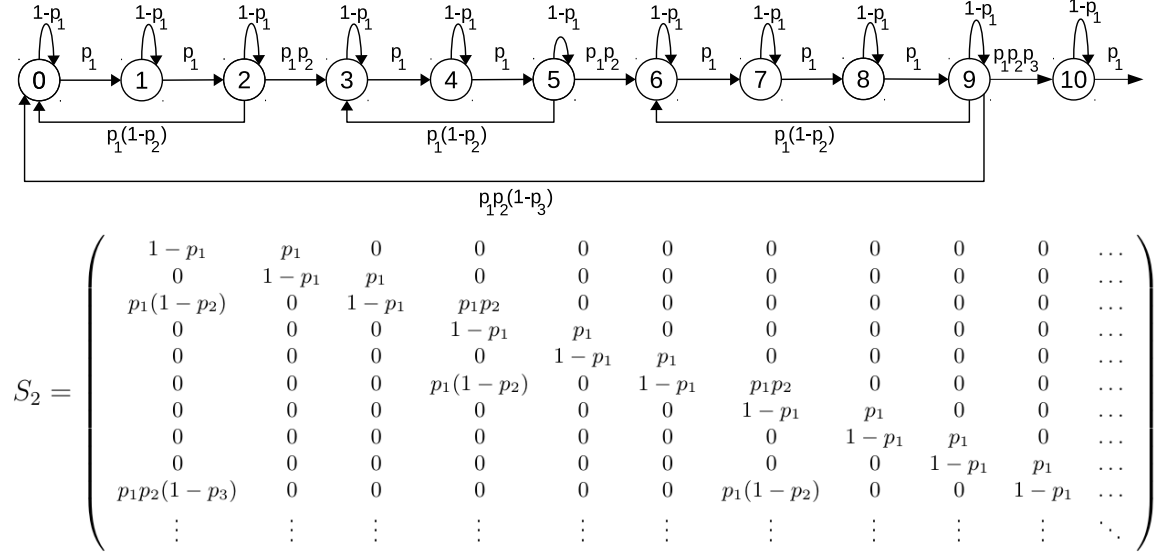 1-p₁ 1-p₁ 1-p₁ 1-p₁ 1-p₁ 1-p₁ 1-p₁ 1-p₁ 1-p₁ 1-p₁ 1-p₁
p₁ p₁ p₁p₂ p₁ p₁ p₁p₂ p₁ p₁ p₁ p₁p₂p₃ p₁
0 1 2 3 4 5 6 7 8 9 10
p₁(1-p₂) p₁(1-p₂) p₁(1-p₂)
p₁p₂(1-p₃)
1 − p₁ p₁ 0 0 0 0 0 0 0 0 …
0 1 − p₁ p₁ 0 0 0 0 0 0 0 …
p₁(1 − p₂) 0 1 − p₁ p₁p₂ 0 0 0 0 0 0 …
0 0 0 1 − p₁ p₁ 0 0 0 0 0 …
0 0 0 0 1 − p₁ p₁ 0 0 0 0 …
S₂ = 0 0 0 p₁(1 − p₂) 0 1 − p₁ p₁p₂ 0 0 0 …
0 0 0 0 0 0 1 − p₁ p₁ 0 0 …
0 0 0 0 0 0 0 1 − p₁ p₁ 0 …
0 0 0 0 0 0 0 0 1 − p₁ p₁ …
p₁p₂(1 − p₃) 0 0 0 0 0 p₁(1 − p₂) 0 0 1 − p₁ …
⋮ ⋮ ⋮ ⋮ ⋮ ⋮ ⋮ ⋮ ⋮ ⋮ ⋱